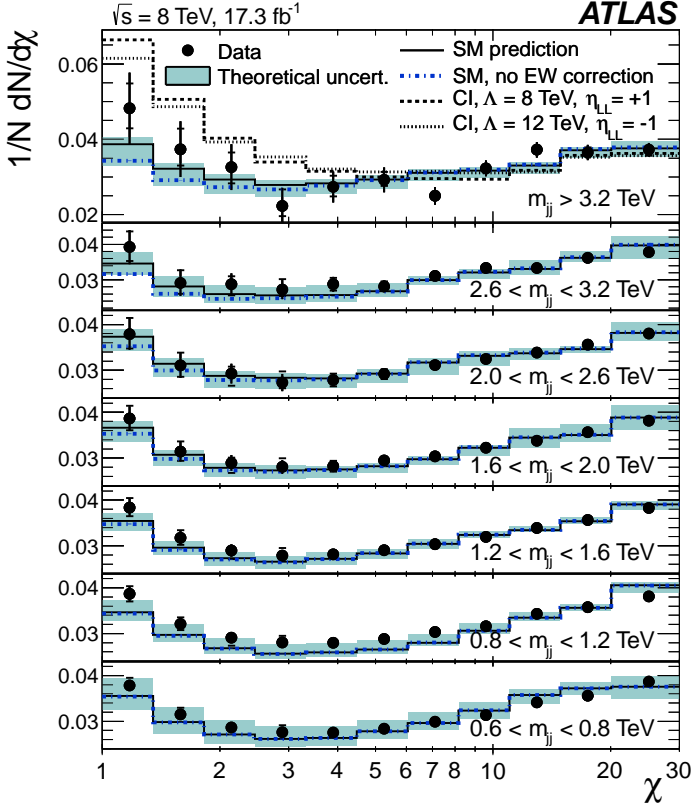 √s = 8 TeV, 17.3 fb⁻¹ ATLAS
1/N dN/dχ
Data
Theoretical uncert.
SM prediction
SM, no EW correction
CI, Λ = 8 TeV, η_LL = +1
CI, Λ = 12 TeV, η_LL = -1
0.06
0.04
0.02
m_jj > 3.2 TeV
0.04
0.03
2.6 < m_jj < 3.2 TeV
0.04
0.03
2.0 < m_jj < 2.6 TeV
0.04
0.03
1.6 < m_jj < 2.0 TeV
0.03
1.2 < m_jj < 1.6 TeV
0.04
0.03
0.8 < m_jj < 1.2 TeV
0.04
0.03
0.6 < m_jj < 0.8 TeV
1 2 3 4 5 6 7 8 10 20 30
χ